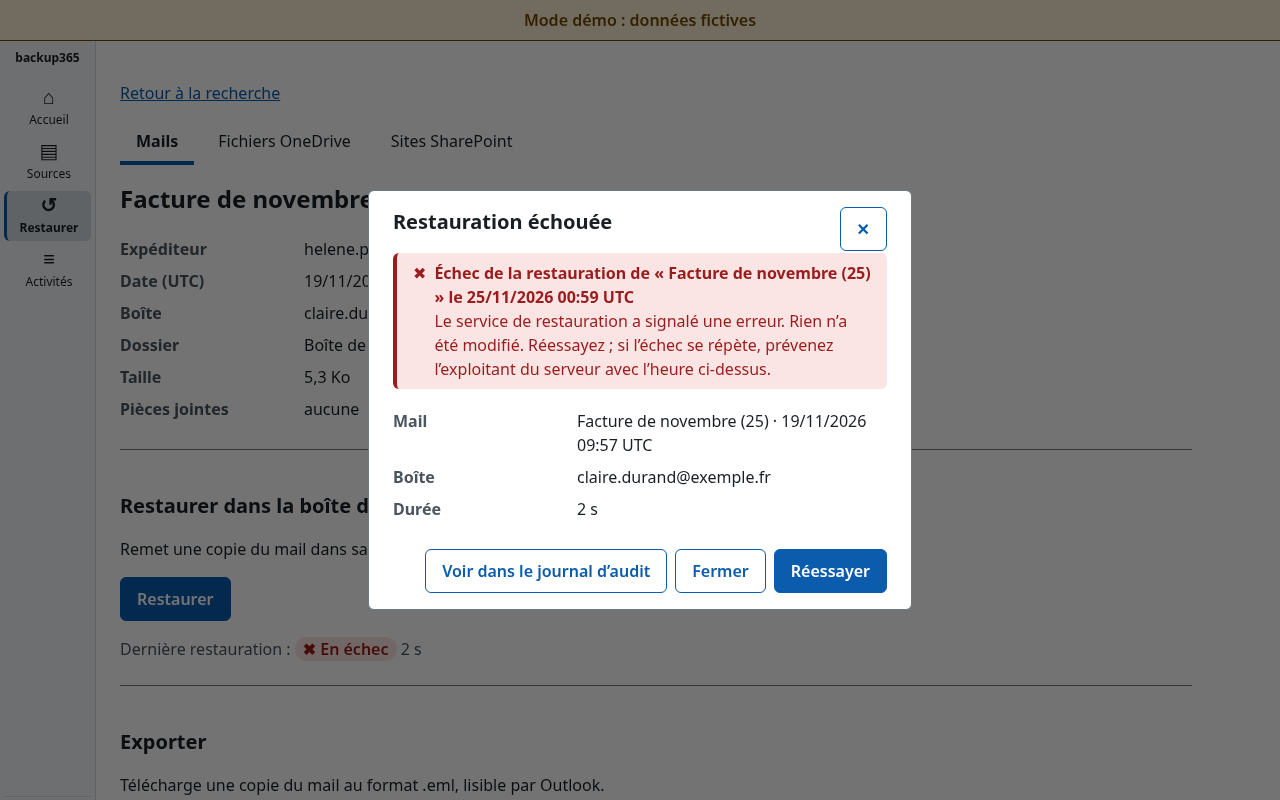 Mode démo : données fictives
backup365
Accueil
Sources
Restaurer
Activités
Retour à la recherche
Mails
Fichiers OneDrive
Sites SharePoint
Facture de novembre
Expéditeur
helene.p
Date (UTC)
19/11/20
Boîte
claire.du
Dossier
Boîte de
Taille
5,3 Ko
Pièces jointes
aucune
Restaurer dans la boîte d
Remet une copie du mail dans sa
Restaurer
Dernière restauration : ✖ En échec 2 s
Exporter
Télécharge une copie du mail au format .eml, lisible par Outlook.
Restauration échouée
×
✖ Échec de la restauration de « Facture de novembre (25)
» le 25/11/2026 00:59 UTC
Le service de restauration a signalé une erreur. Rien n’a
été modifié. Réessayez ; si l’échec se répète, prévenez
l’exploitant du serveur avec l’heure ci-dessus.
Mail
Facture de novembre (25) · 19/11/2026
09:57 UTC
Boîte
claire.durand@exemple.fr
Durée
2 s
Voir dans le journal d’audit
Fermer
Réessayer